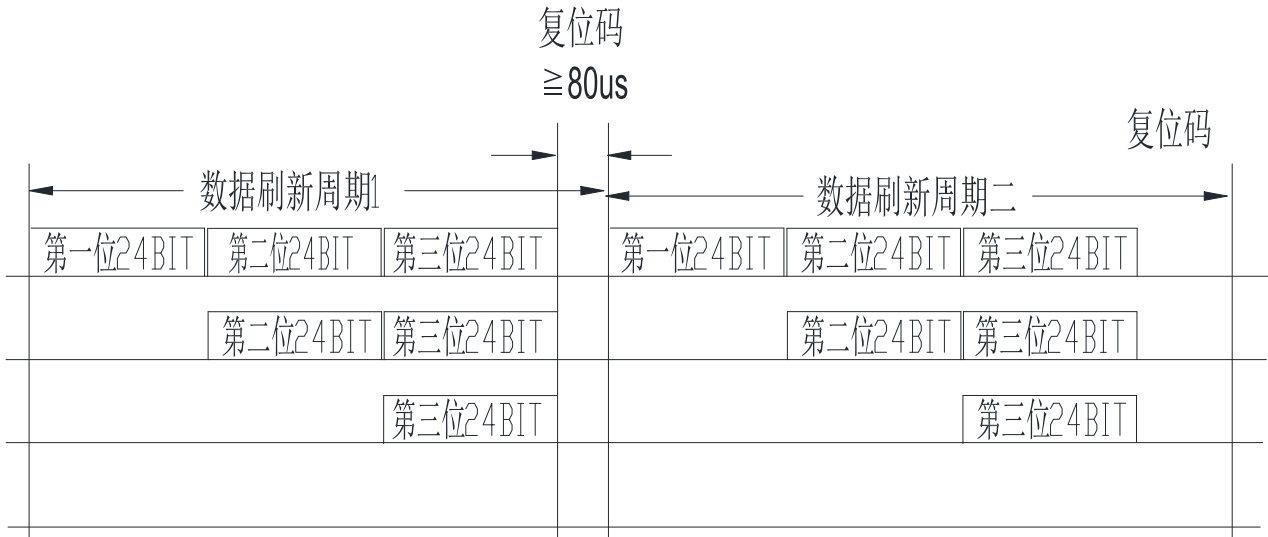 复位码
≧80us
复位码
数据刷新周期1
数据刷新周期二
第一位24BIT 第二位24BIT 第三位24BIT 第一位24BIT 第二位24BIT 第三位24BIT
第二位24BIT 第三位24BIT 第二位24BIT 第三位24BIT
第三位24BIT 第三位24BIT